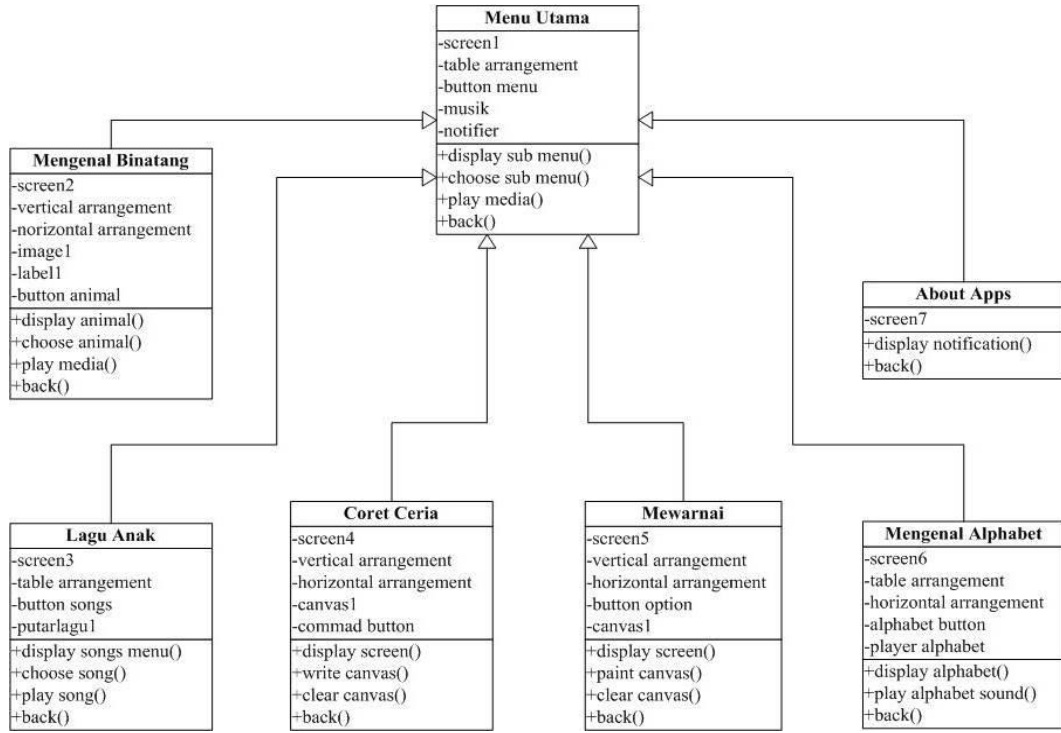 Menu Utama
-screen1
-table arrangement
-button menu
-musik
-notifier
+display sub menu()
+choose sub menu()
+play media()
+back()
Mengenal Binatang
-screen2
-vertical arrangement
-norizontal arrangement
-image1
-label1
-button animal
+display animal()
+choose animal()
+play media()
+back()
About Apps
-screen7
+display notification()
+back()
Lagu Anak
-screen3
-table arrangement
-button songs
-putarlagu1
+display songs menu()
+choose song()
+play song()
+back()
Coret Ceria
-screen4
-vertical arrangement
-horizontal arrangement
-canvas1
-commad button
+display screen()
+write canvas()
+clear canvas()
+back()
Mewarnai
-screen5
-vertical arrangement
-horizontal arrangement
-button option
-canvas1
+display screen()
+paint canvas()
+clear canvas()
+back()
Mengenal Alphabet
-screen6
-table arrangement
-horizontal arrangement
-alphabet button
-player alphabet
+display alphabet()
+play alphabet sound()
+back()